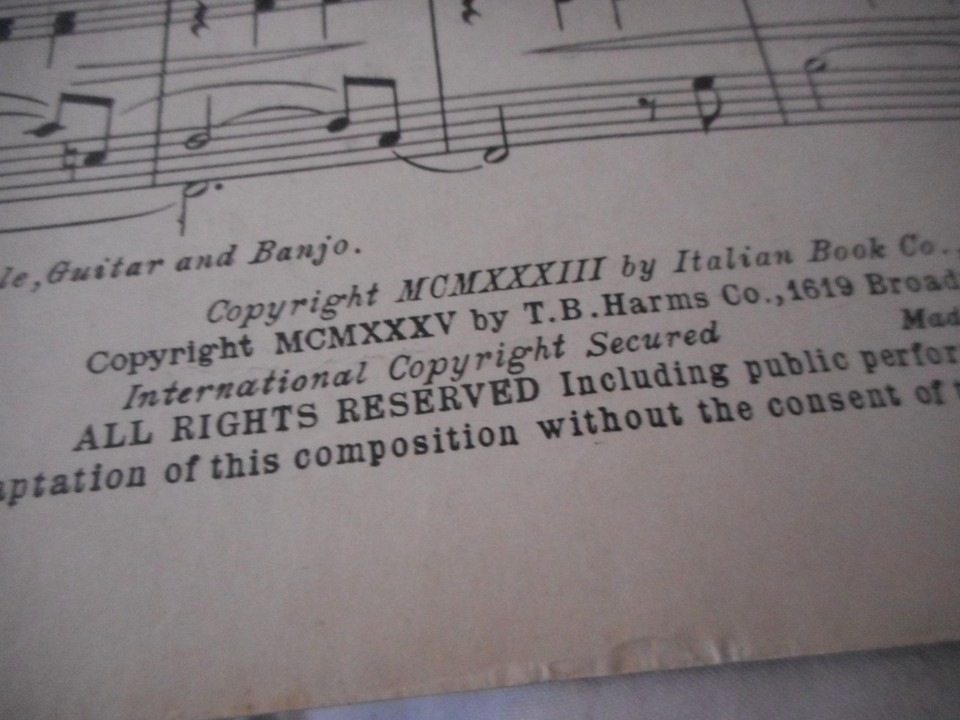 le, Guitar and Banjo.
Copyright MCMXXXIII by Italian Book Co.,
Copyright MCMXXXV by T.B. Harms Co., 1619 Broad
International Copyright Secured Mad
ALL RIGHTS RESERVED Including public perfor
aptation of this composition without the consent of t